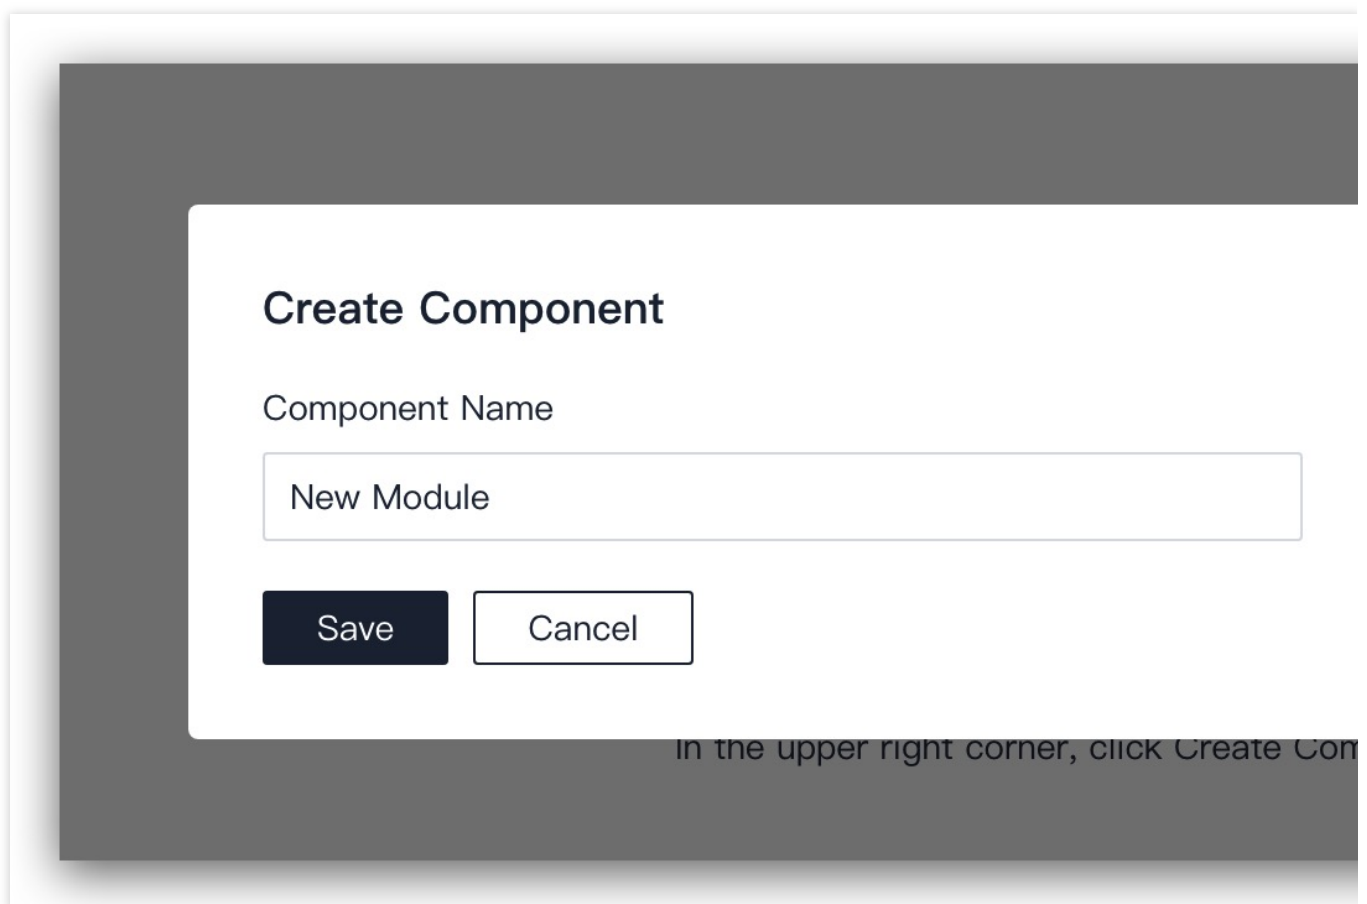 Create Component
Component Name
New Module
Save Cancel
In the upper right corner, click Create